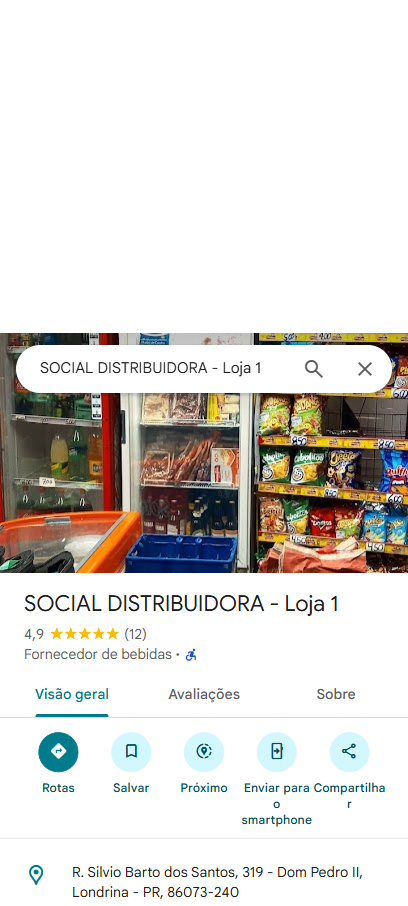 SOCIAL DISTRIBUIDORA - Loja 1
SOCIAL DISTRIBUIDORA - Loja 1
4,9 (12)
Fornecedor de bebidas ·
Visão geral
Avaliações
Sobre
Rotas
Salvar
Próximo
Enviar para
o
smartphone
Compartilha
r
R. Silvio Barto dos Santos, 319 - Dom Pedro II,
Londrina - PR, 86073-240